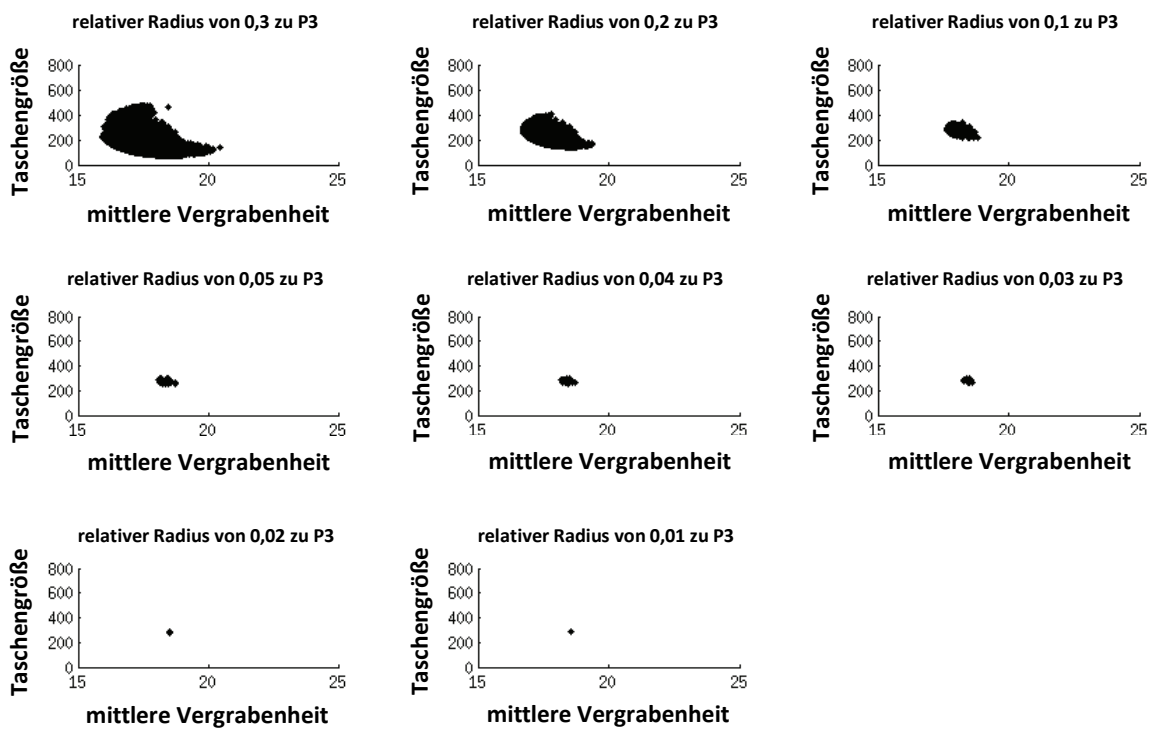 relativer Radius von 0,3 zu P3
Taschengröße
800
600
400
200
0
15
20
25
mittlere Vergrabenheit
relativer Radius von 0,2 zu P3
Taschengröße
800
600
400
200
0
15
20
25
mittlere Vergrabenheit
relativer Radius von 0,1 zu P3
Taschengröße
800
600
400
200
0
15
20
25
mittlere Vergrabenheit
relativer Radius von 0,05 zu P3
Taschengröße
800
600
400
200
0
15
20
25
mittlere Vergrabenheit
relativer Radius von 0,04 zu P3
Taschengröße
800
600
400
200
0
15
20
25
mittlere Vergrabenheit
relativer Radius von 0,03 zu P3
Taschengröße
800
600
400
200
0
15
20
25
mittlere Vergrabenheit
relativer Radius von 0,02 zu P3
Taschengröße
800
600
400
200
0
15
20
25
mittlere Vergrabenheit
relativer Radius von 0,01 zu P3
Taschengröße
800
600
400
200
0
15
20
25
mittlere Vergrabenheit